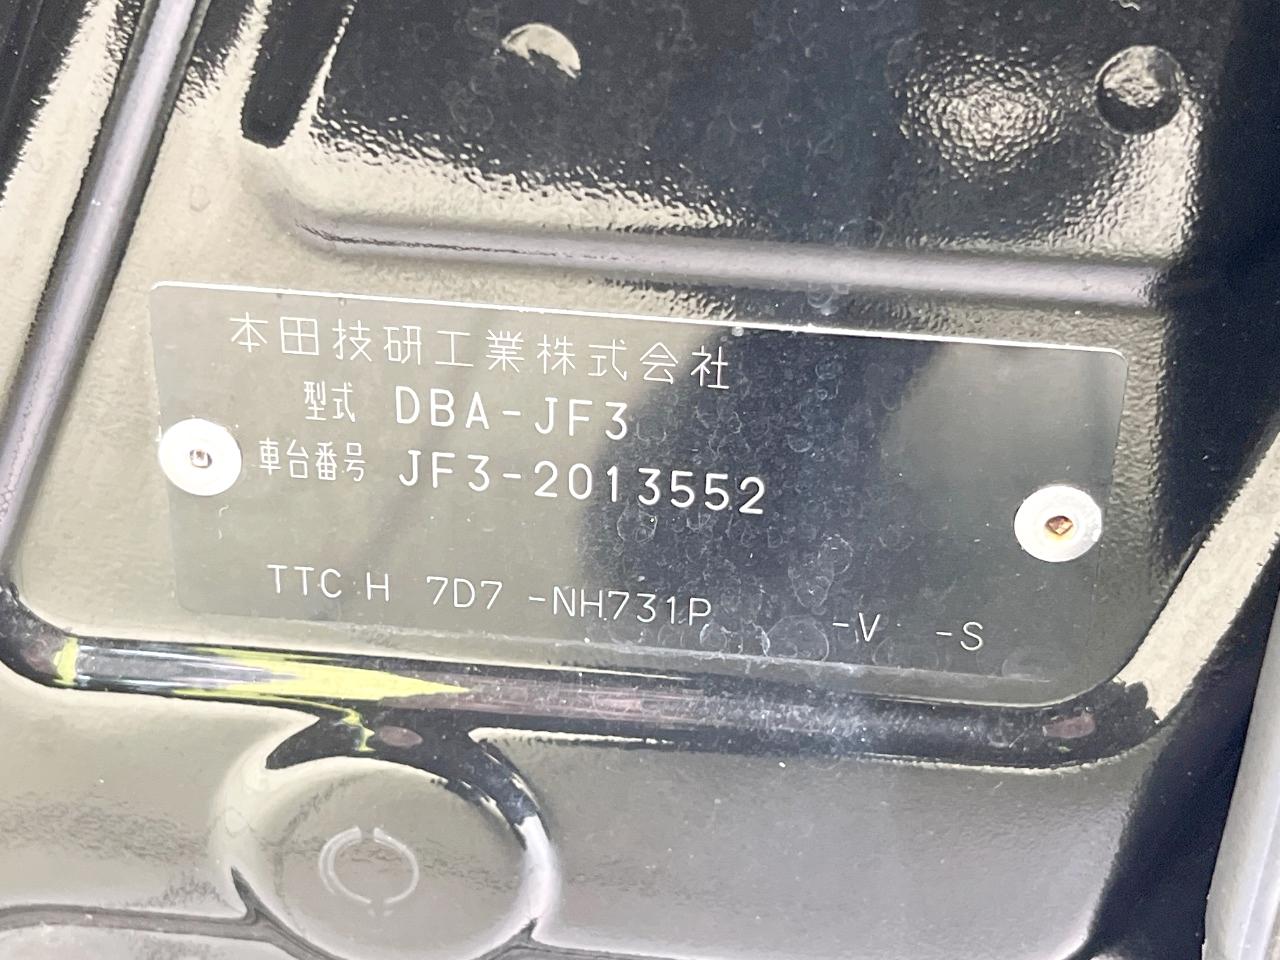 本田技研工業株式会社
型式 DBA-JF3
車台番号 JF3-2013552
TTC H 7D7 -NH731P -V -S